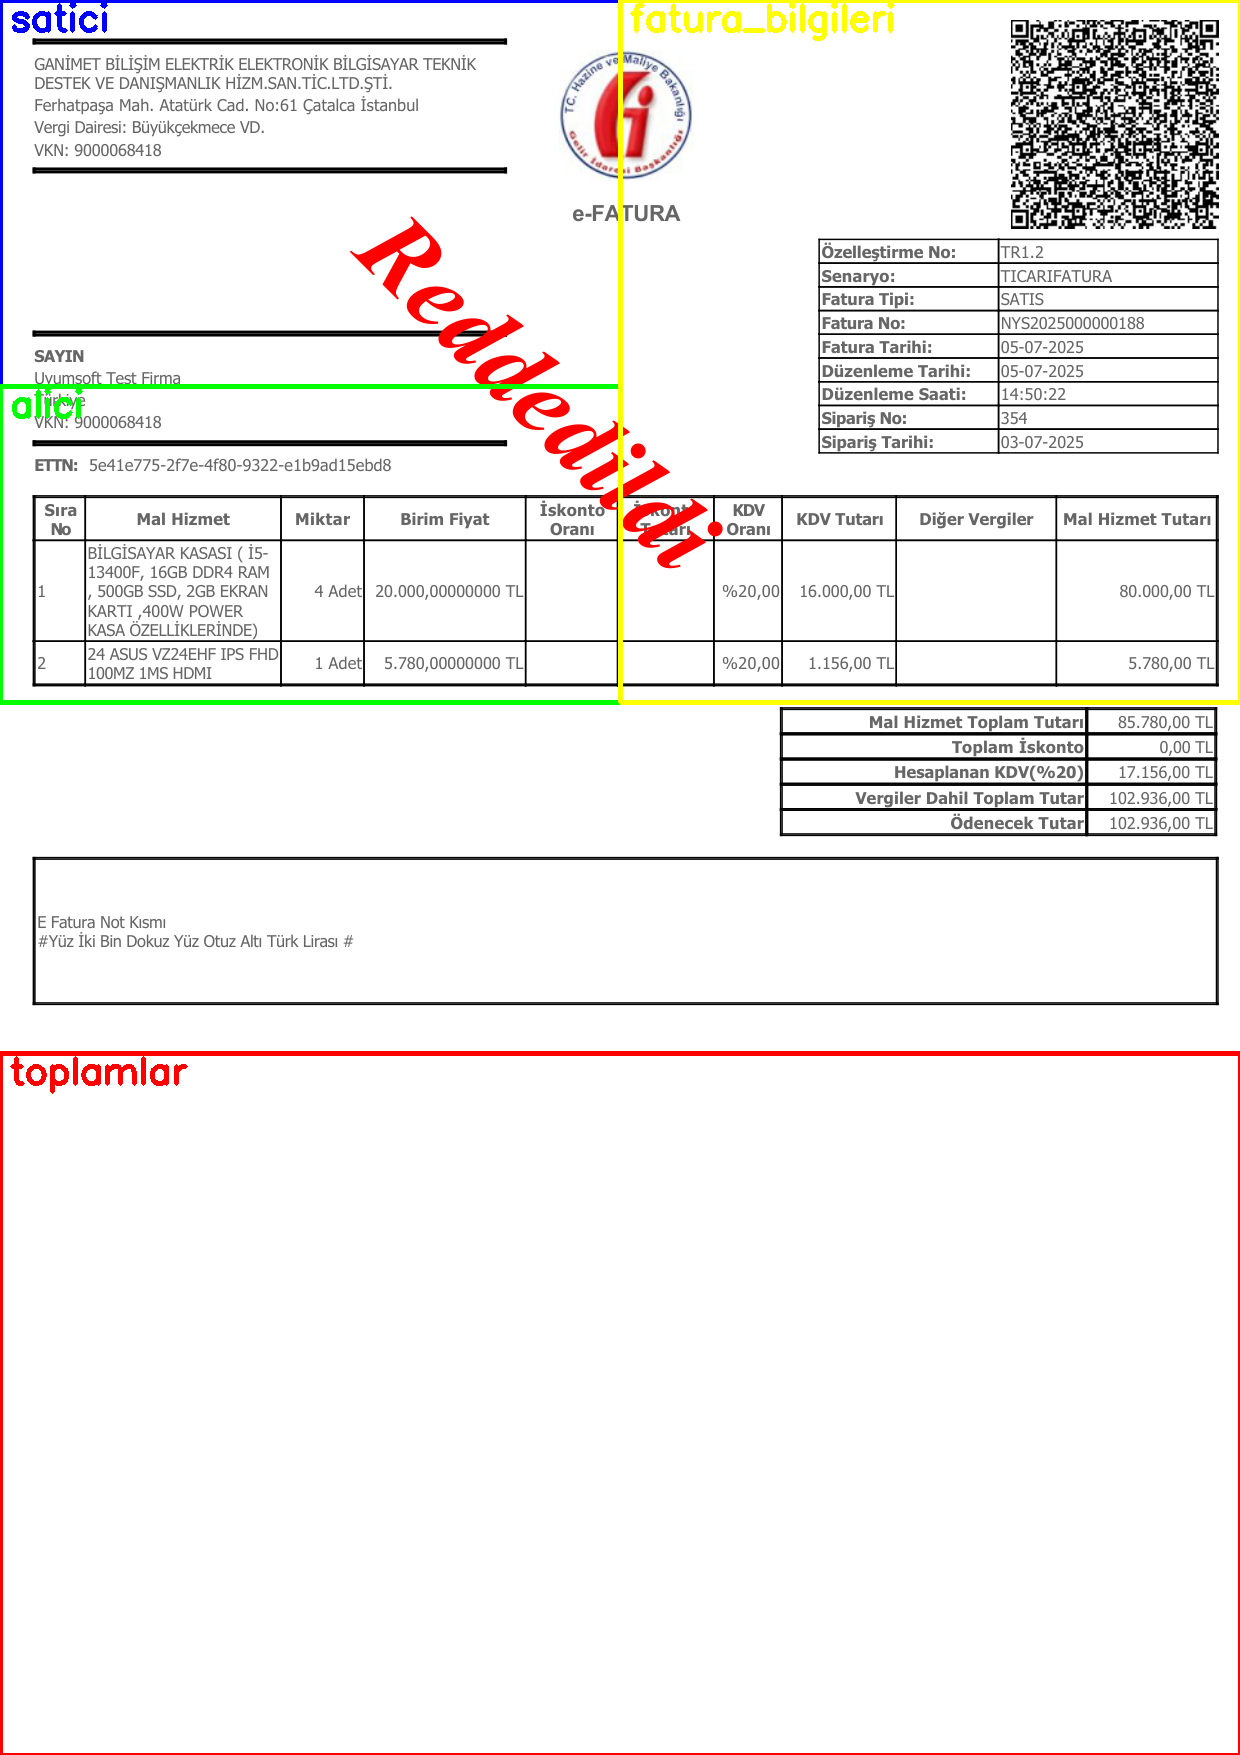 satici
fatura_bilgileri
GANİMET BİLİŞİM ELEKTRİK ELEKTRONİK BİLGİSAYAR TEKNİK
DESTEK VE DANIŞMANLIK HİZM.SAN.TİC.LTD.ŞTİ.
Ferhatpaşa Mah. Atatürk Cad. No:61 Çatalca İstanbul
Vergi Dairesi: Büyükçekmece VD.
VKN: 9000068418
T.C. Hazine ve Maliye Bakanlığı
Gelir İdaresi Başkanlığı
e-FATURA
Reddedildi
Özelleştirme No: TR1.2
Senaryo: TICARIFATURA
Fatura Tipi: SATIS
Fatura No: NYS2025000000188
Fatura Tarihi: 05-07-2025
Düzenleme Tarihi: 05-07-2025
Düzenleme Saati: 14:50:22
Sipariş No: 354
Sipariş Tarihi: 03-07-2025
SAYIN
Uyumsoft Test Firma
alici
Türkiye
VKN: 9000068418
ETTN: 5e41e775-2f7e-4f80-9322-e1b9ad15ebd8
Sıra No Mal Hizmet Miktar Birim Fiyat İskonto Oranı İskonto Tutarı KDV Oranı KDV Tutarı Diğer Vergiler Mal Hizmet Tutarı
BİLGİSAYAR KASASI ( İ5-
13400F, 16GB DDR4 RAM
1 , 500GB SSD, 2GB EKRAN 4 Adet 20.000,00000000 TL %20,00 16.000,00 TL 80.000,00 TL
KARTI ,400W POWER
KASA ÖZELLİKLERİNDE)
2 24 ASUS VZ24EHF IPS FHD 1 Adet 5.780,00000000 TL %20,00 1.156,00 TL 5.780,00 TL
100MZ 1MS HDMI
Mal Hizmet Toplam Tutarı 85.780,00 TL
Toplam İskonto 0,00 TL
Hesaplanan KDV(%20) 17.156,00 TL
Vergiler Dahil Toplam Tutar 102.936,00 TL
Ödenecek Tutar 102.936,00 TL
E Fatura Not Kısmı
#Yüz İki Bin Dokuz Yüz Otuz Altı Türk Lirası #
toplamlar